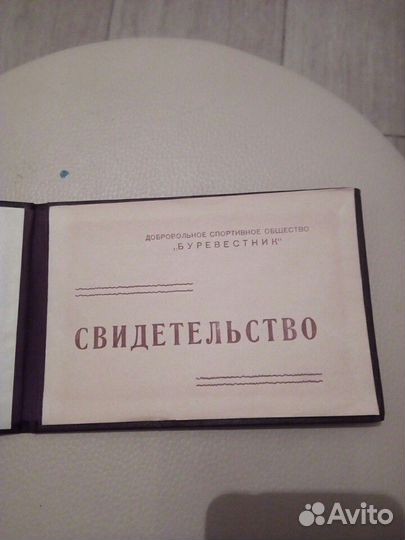 ДОБРОВОЛЬНОЕ СПОРТИВНОЕ ОБЩЕСТВО
„БУРЕВЕСТНИК"
СВИДЕТЕЛЬСТВО
Avito